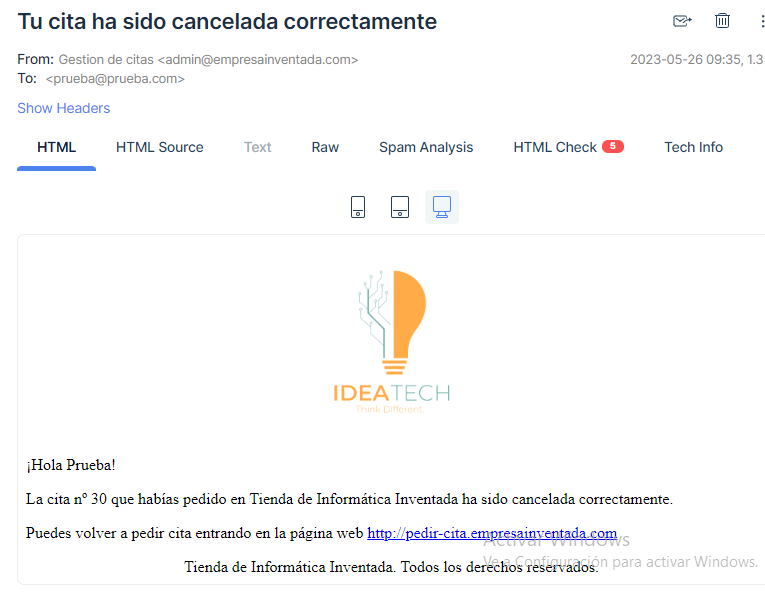 Tu cita ha sido cancelada correctamente
From: Gestion de citas <admin@empresainventada.com>
2023-05-26 09:35, 1.3
To: <prueba@prueba.com>
Show Headers
HTML HTML Source Text Raw Spam Analysis HTML Check 5 Tech Info
IDEATECH
Think Different.
¡Hola Prueba!
La cita nº 30 que habías pedido en Tienda de Informática Inventada ha sido cancelada correctamente.
Puedes volver a pedir cita entrando en la página web http://pedir-cita.empresainventada.com
Activar Windows
Ve a Configuración para activar Windows.
Tienda de Informática Inventada. Todos los derechos reservados.